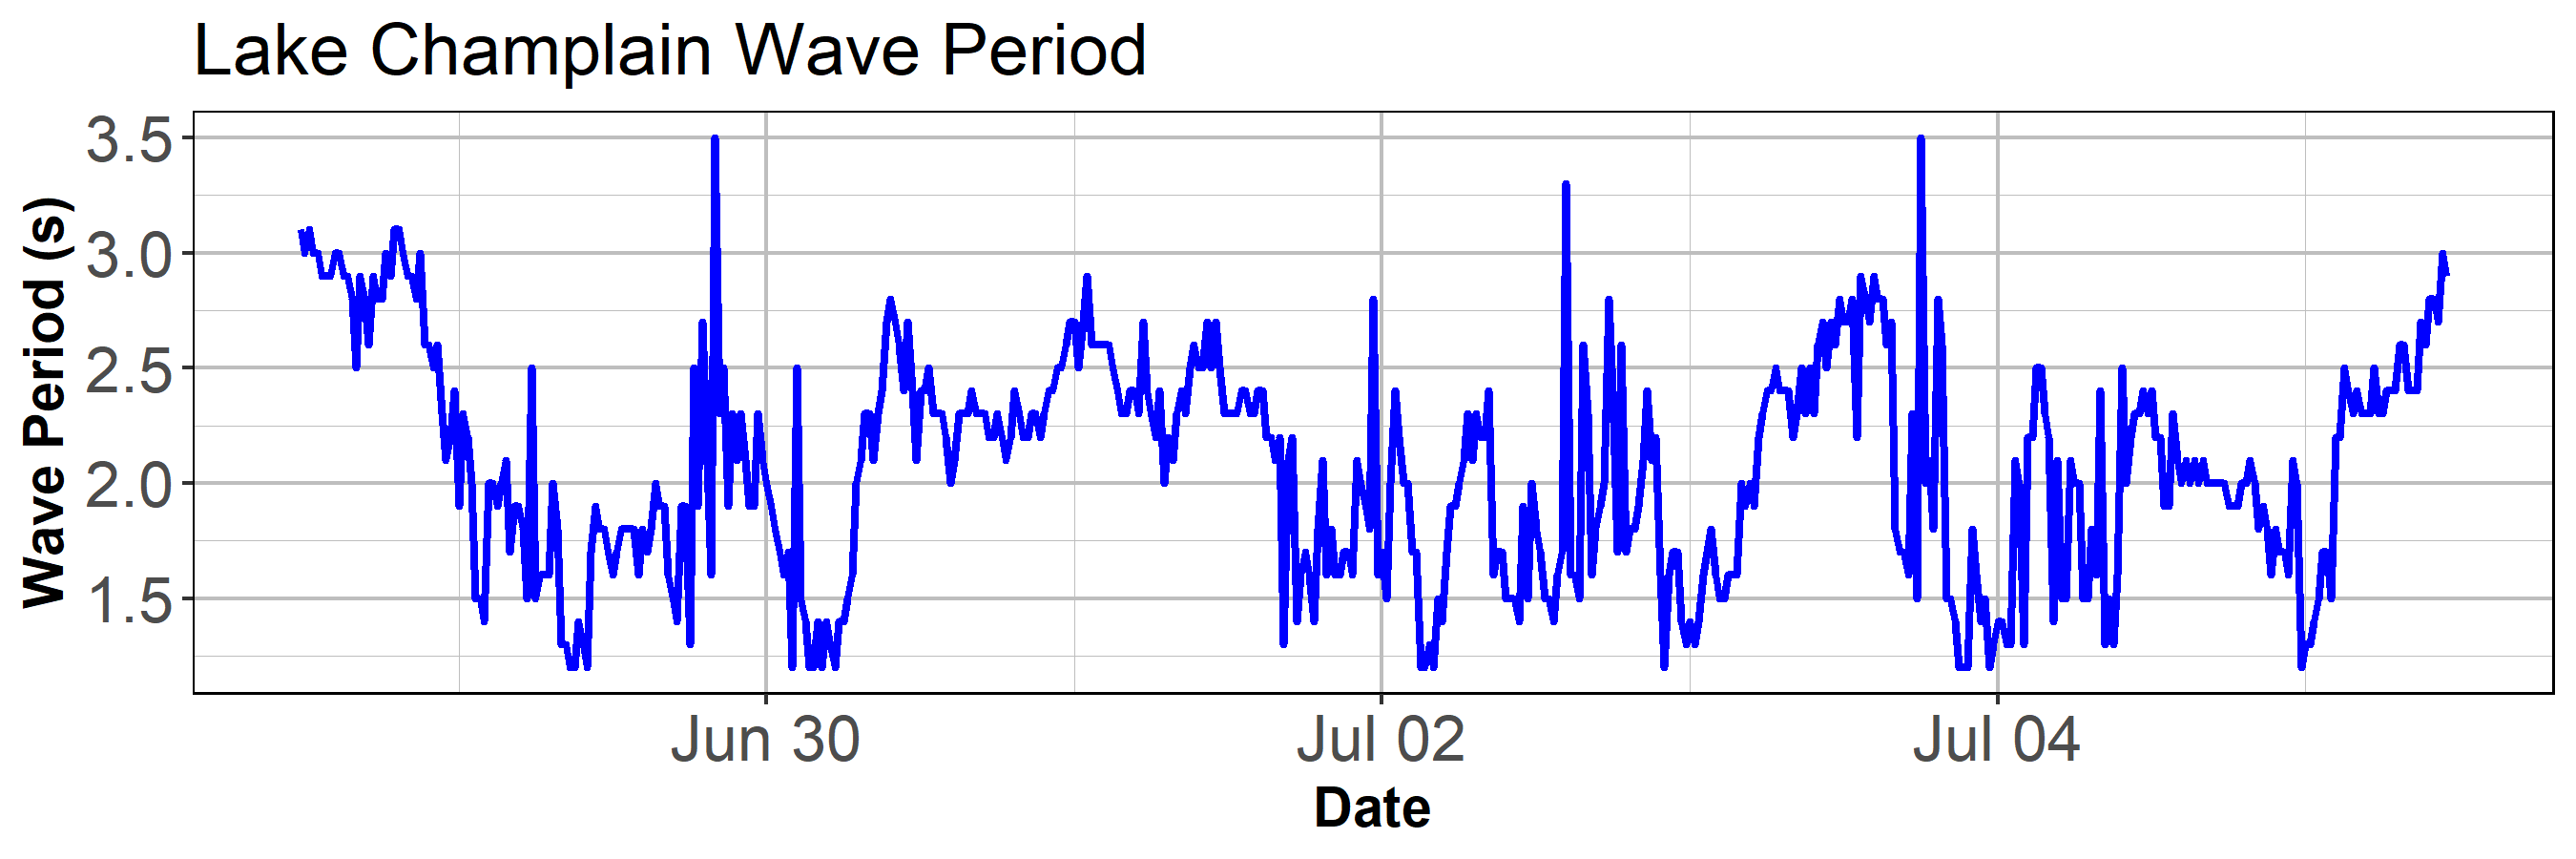 Lake Champlain Wave Period
Wave Period (s)
3.5
3.0
2.5
2.0
1.5
Jun 30
Jul 02
Jul 04
Date